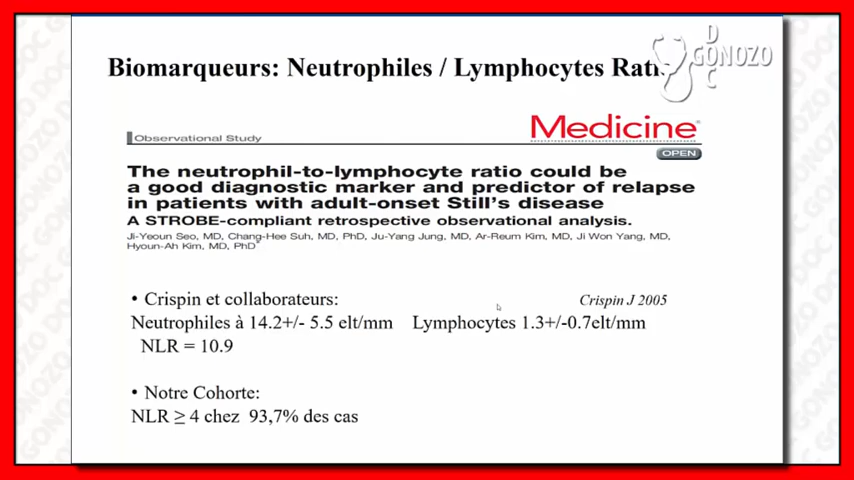 Biomarqueurs: Neutrophiles / Lymphocytes
D
GONOZO
C
Observational Study
Medicine®
OPEN
The neutrophil-to-lymphocyte ratio could be
a good diagnostic marker and predictor of relapse
in patients with adult-onset Still's disease
A STROBE-compliant retrospective observational analysis.
Ji-Yeoun Seo, MD, Chang-Hee Suh, MD, PhD, Ju-Yang Jung, MD, Ar-Reum Kim, MD, Ji Won Yang, MD,
Hyoun-Ah Kim, MD, PhD*
• Crispin et collaborateurs: Crispin J 2005
Neutrophiles à 14.2+/- 5.5 elt/mm Lymphocytes 1.3+/-0.7elt/mm
NLR = 10.9
• Notre Cohorte:
NLR ≥ 4 chez 93,7% des cas